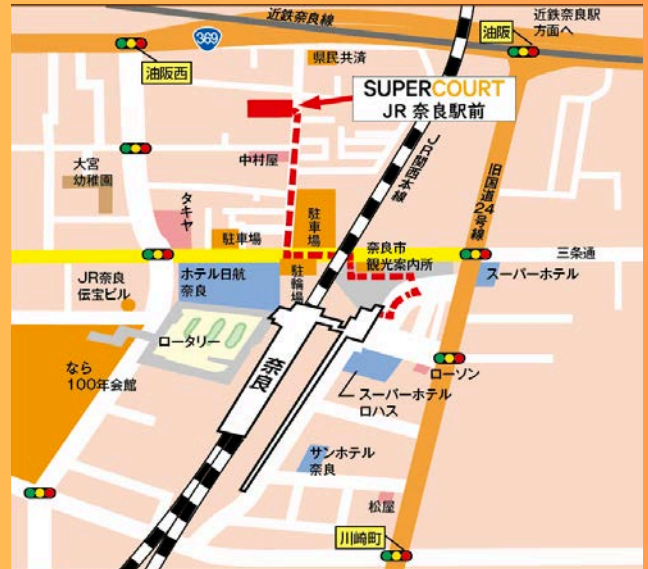 近鉄奈良線
近鉄奈良駅
方面へ
369
油阪
油阪西
県民共済
SUPERCOURT
JR 奈良駅前
JR関西本線
中村屋
大宮
幼稚園
タキヤ
旧国道24号線
駐車場
駐車場
奈良市
観光案内所
三条通
JR奈良
伝宝ビル
ホテル日航
奈良
駐輪場
スーパーホテル
ロータリー
なら
100年会館
奈良
ローソン
スーパーホテル
ロハス
サンホテル
奈良
松屋
川崎町